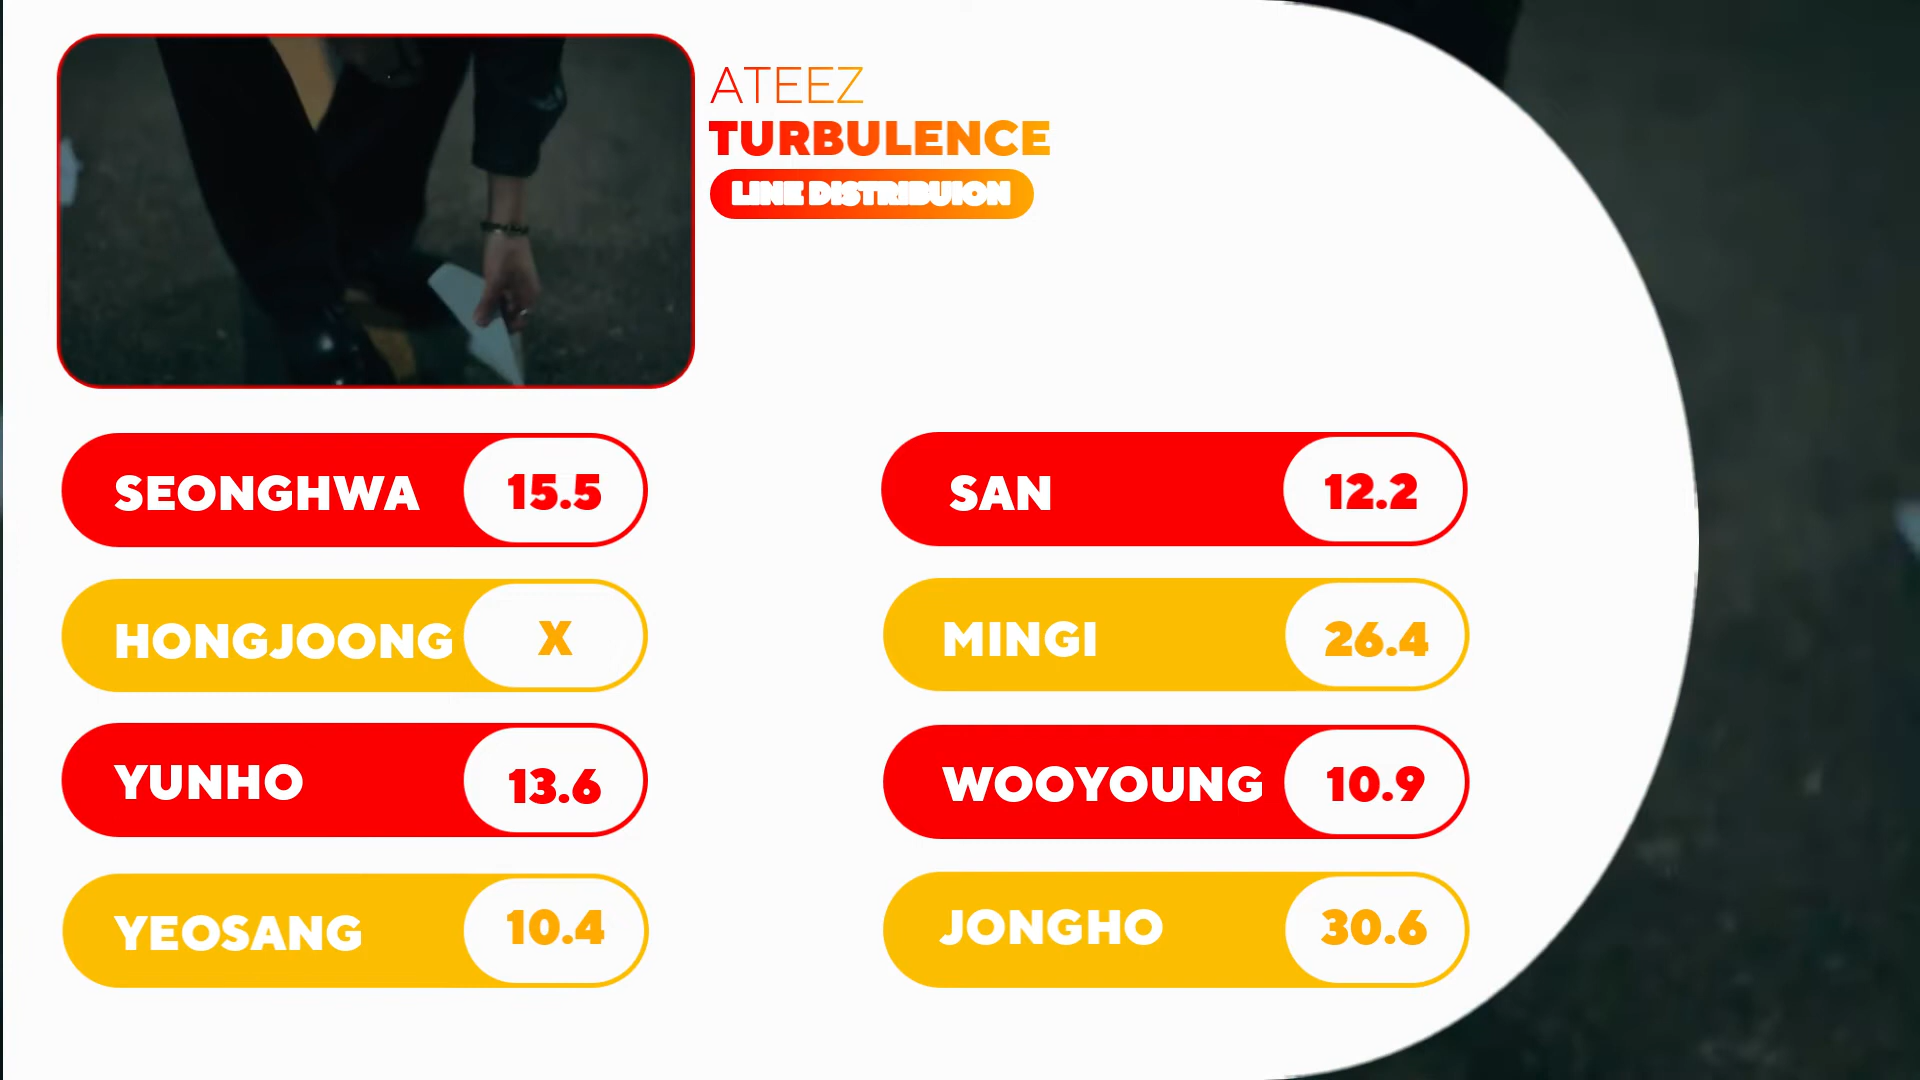 ATEEZ
TURBULENCE
LINE DISTRIBUION
SEONGHWA 15.5
SAN 12.2
HONGJOONG X
MINGI 26.4
YUNHO 13.6
WOOYOUNG 10.9
YEOSANG 10.4
JONGHO 30.6